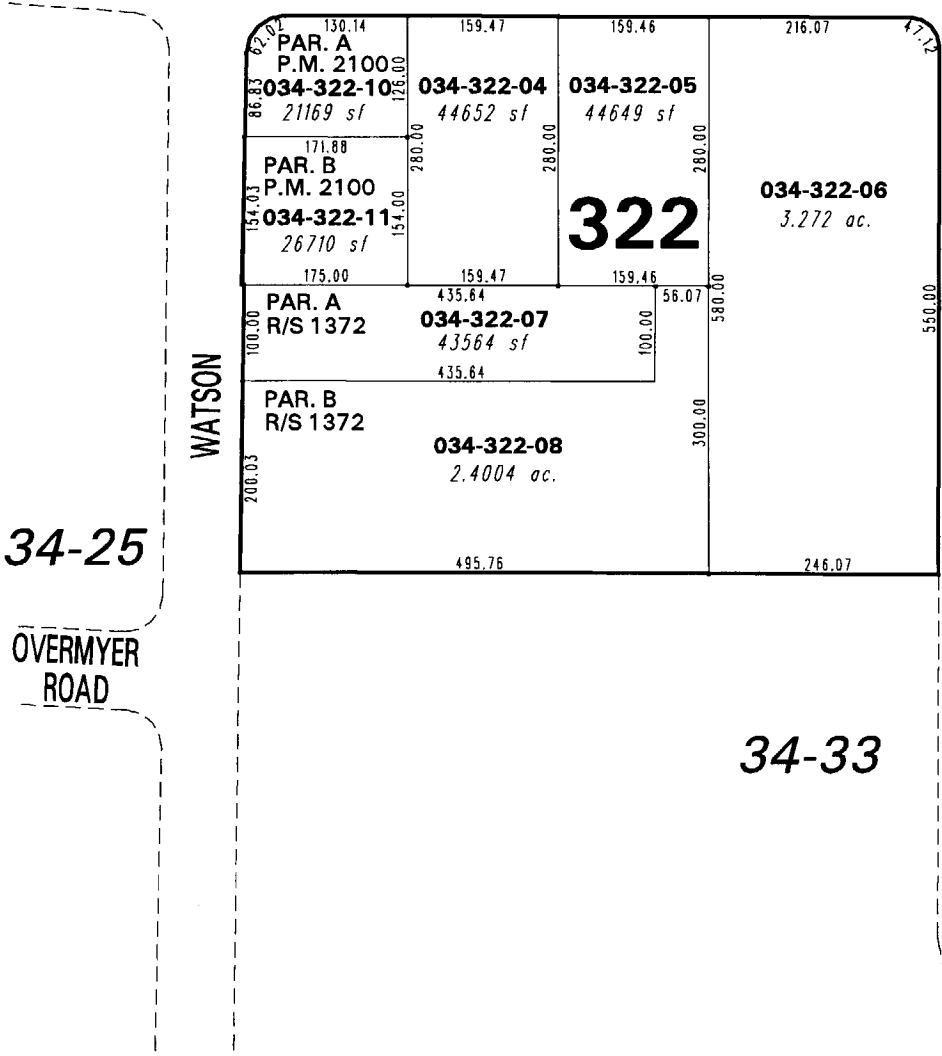 62.02
130.14
159.47
159.46
216.07
47.12
PAR. A
P.M. 2100
034-322-10
21169 sf
86.83
126.00
034-322-04
44652 sf
280.00
034-322-05
44649 sf
280.00
280.00
034-322-06
3.272 ac.
171.88
PAR. B
P.M. 2100
034-322-11
26710 sf
154.03
154.00
322
175.00
159.47
159.46
56.07
580.00
550.00
435.64
PAR. A
R/S 1372
034-322-07
43564 sf
100.00
100.00
435.64
WATSON
PAR. B
R/S 1372
034-322-08
2.4004 ac.
300.00
200.03
495.76
246.07
34-25
OVERMYER
ROAD
34-33